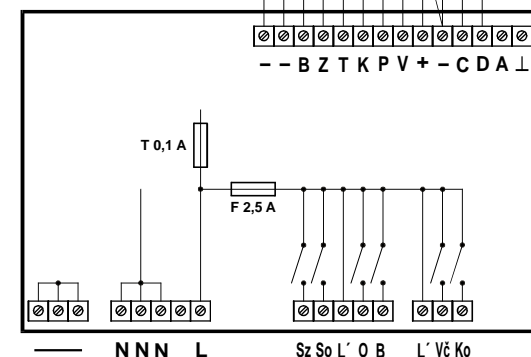 – – B Z T K P V + – C D A ⊥
T 0,1 A
F 2,5 A
N N N L
Sz So L´ O B L´ Vč Ko